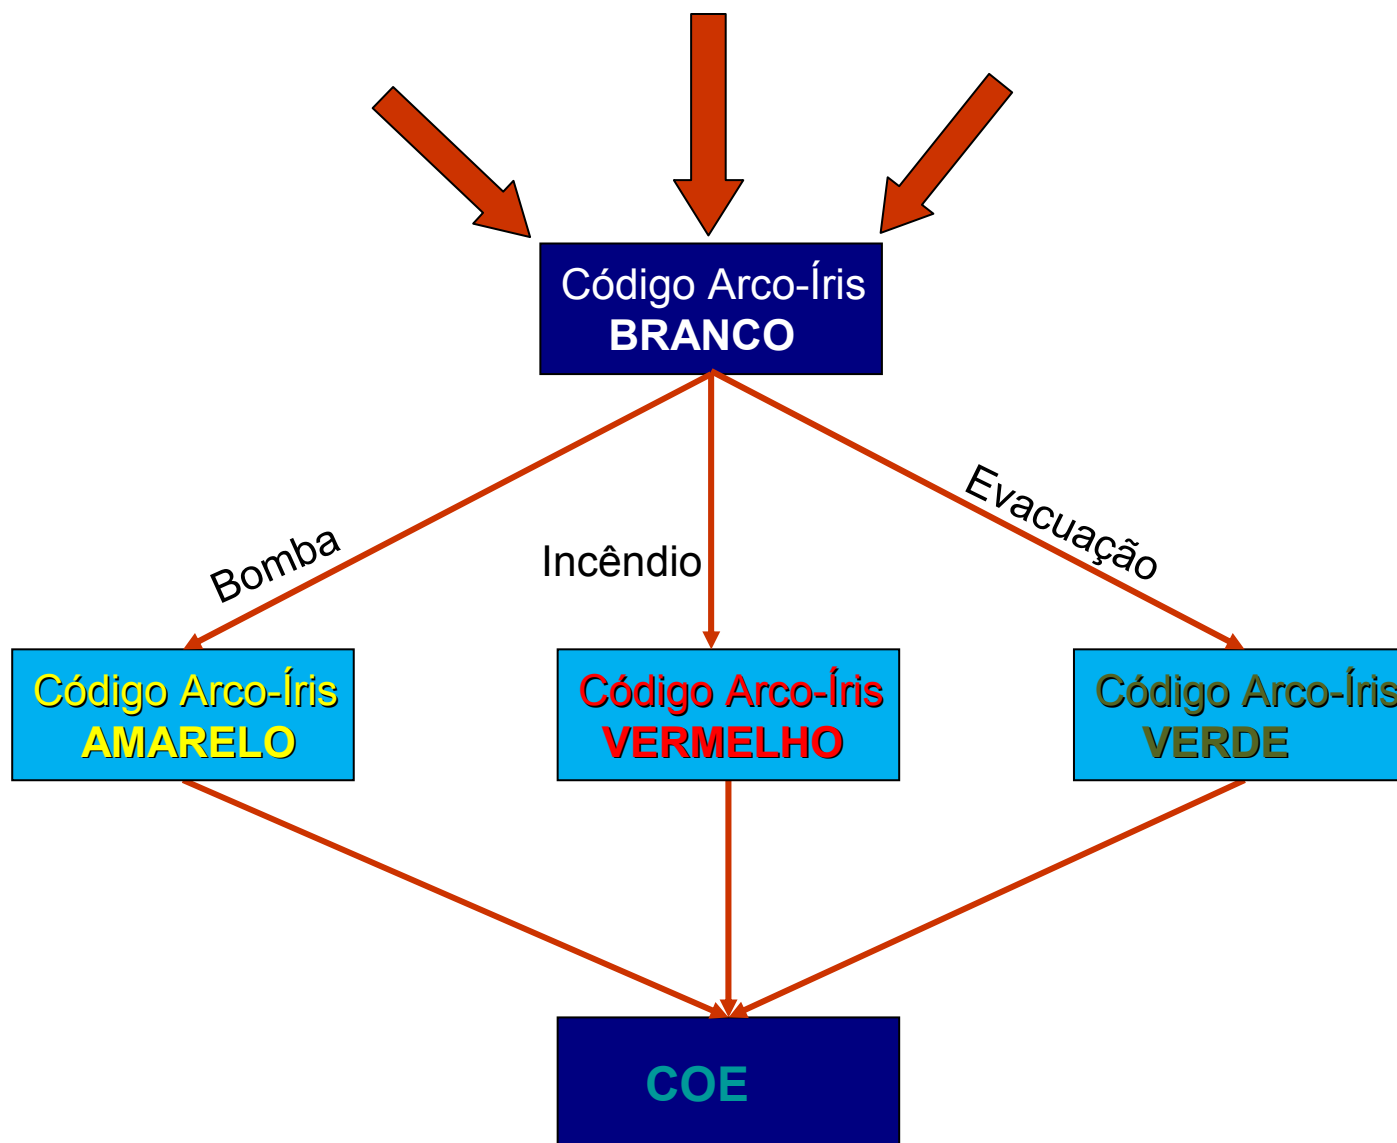 Código Arco-Íris
BRANCO
Bomba
Incêndio
Evacuação
Código Arco-Íris
AMARELO
Código Arco-Íris
VERMELHO
Código Arco-Íris
VERDE
COE